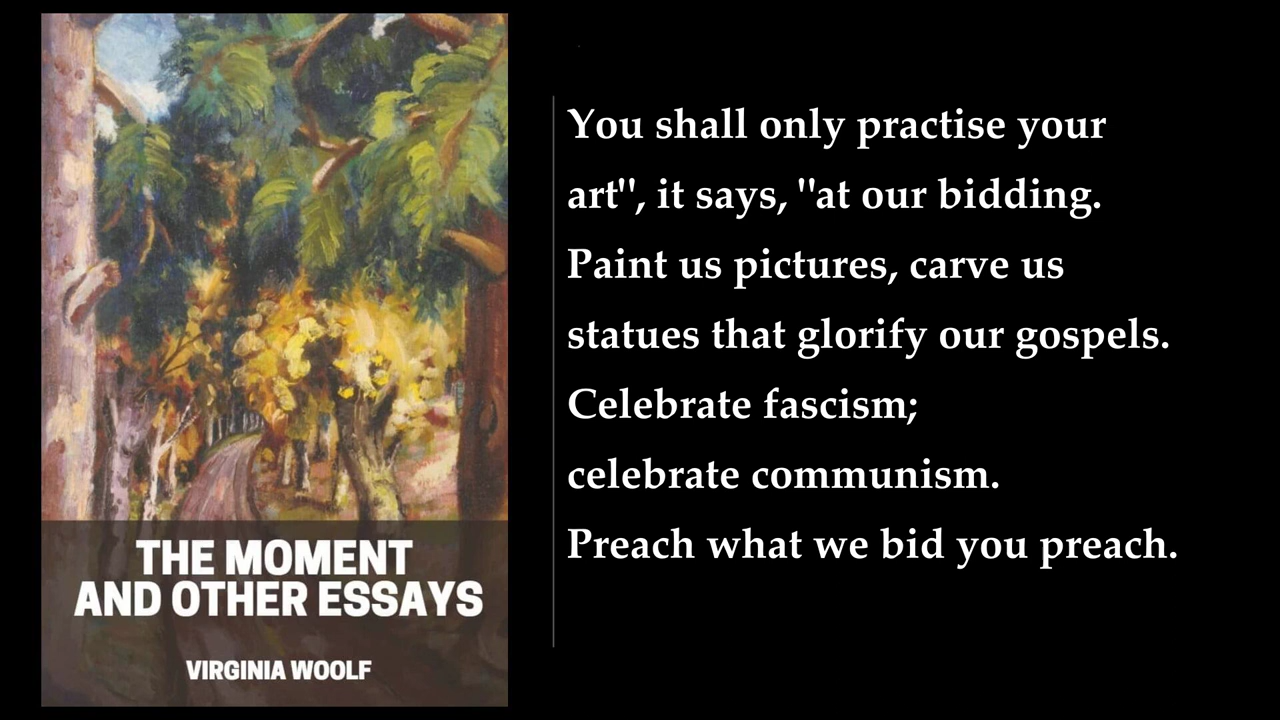 THE MOMENT
AND OTHER ESSAYS
VIRGINIA WOOLF
You shall only practise your
art", it says, "at our bidding.
Paint us pictures, carve us
statues that glorify our gospels.
Celebrate fascism;
celebrate communism.
Preach what we bid you preach.